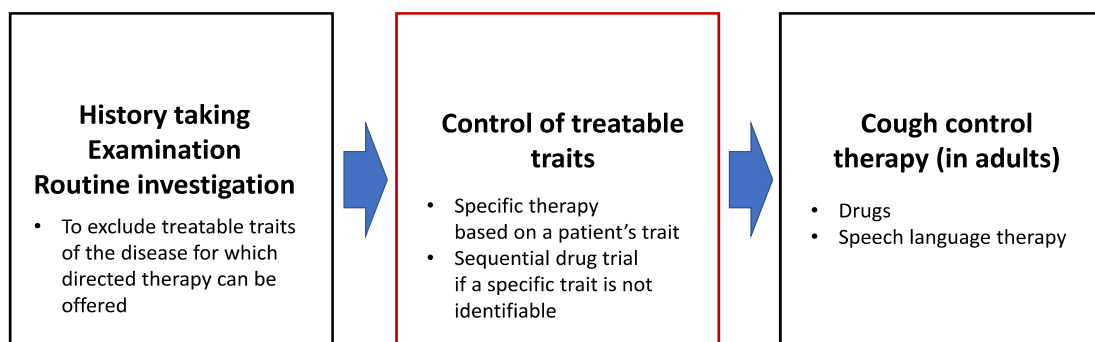 History taking
Examination
Routine investigation
• To exclude treatable traits
of the disease for which
directed therapy can be
offered
Control of treatable
traits
• Specific therapy
based on a patient's trait
• Sequential drug trial
if a specific trait is not
identifiable
Cough control
therapy (in adults)
• Drugs
• Speech language therapy